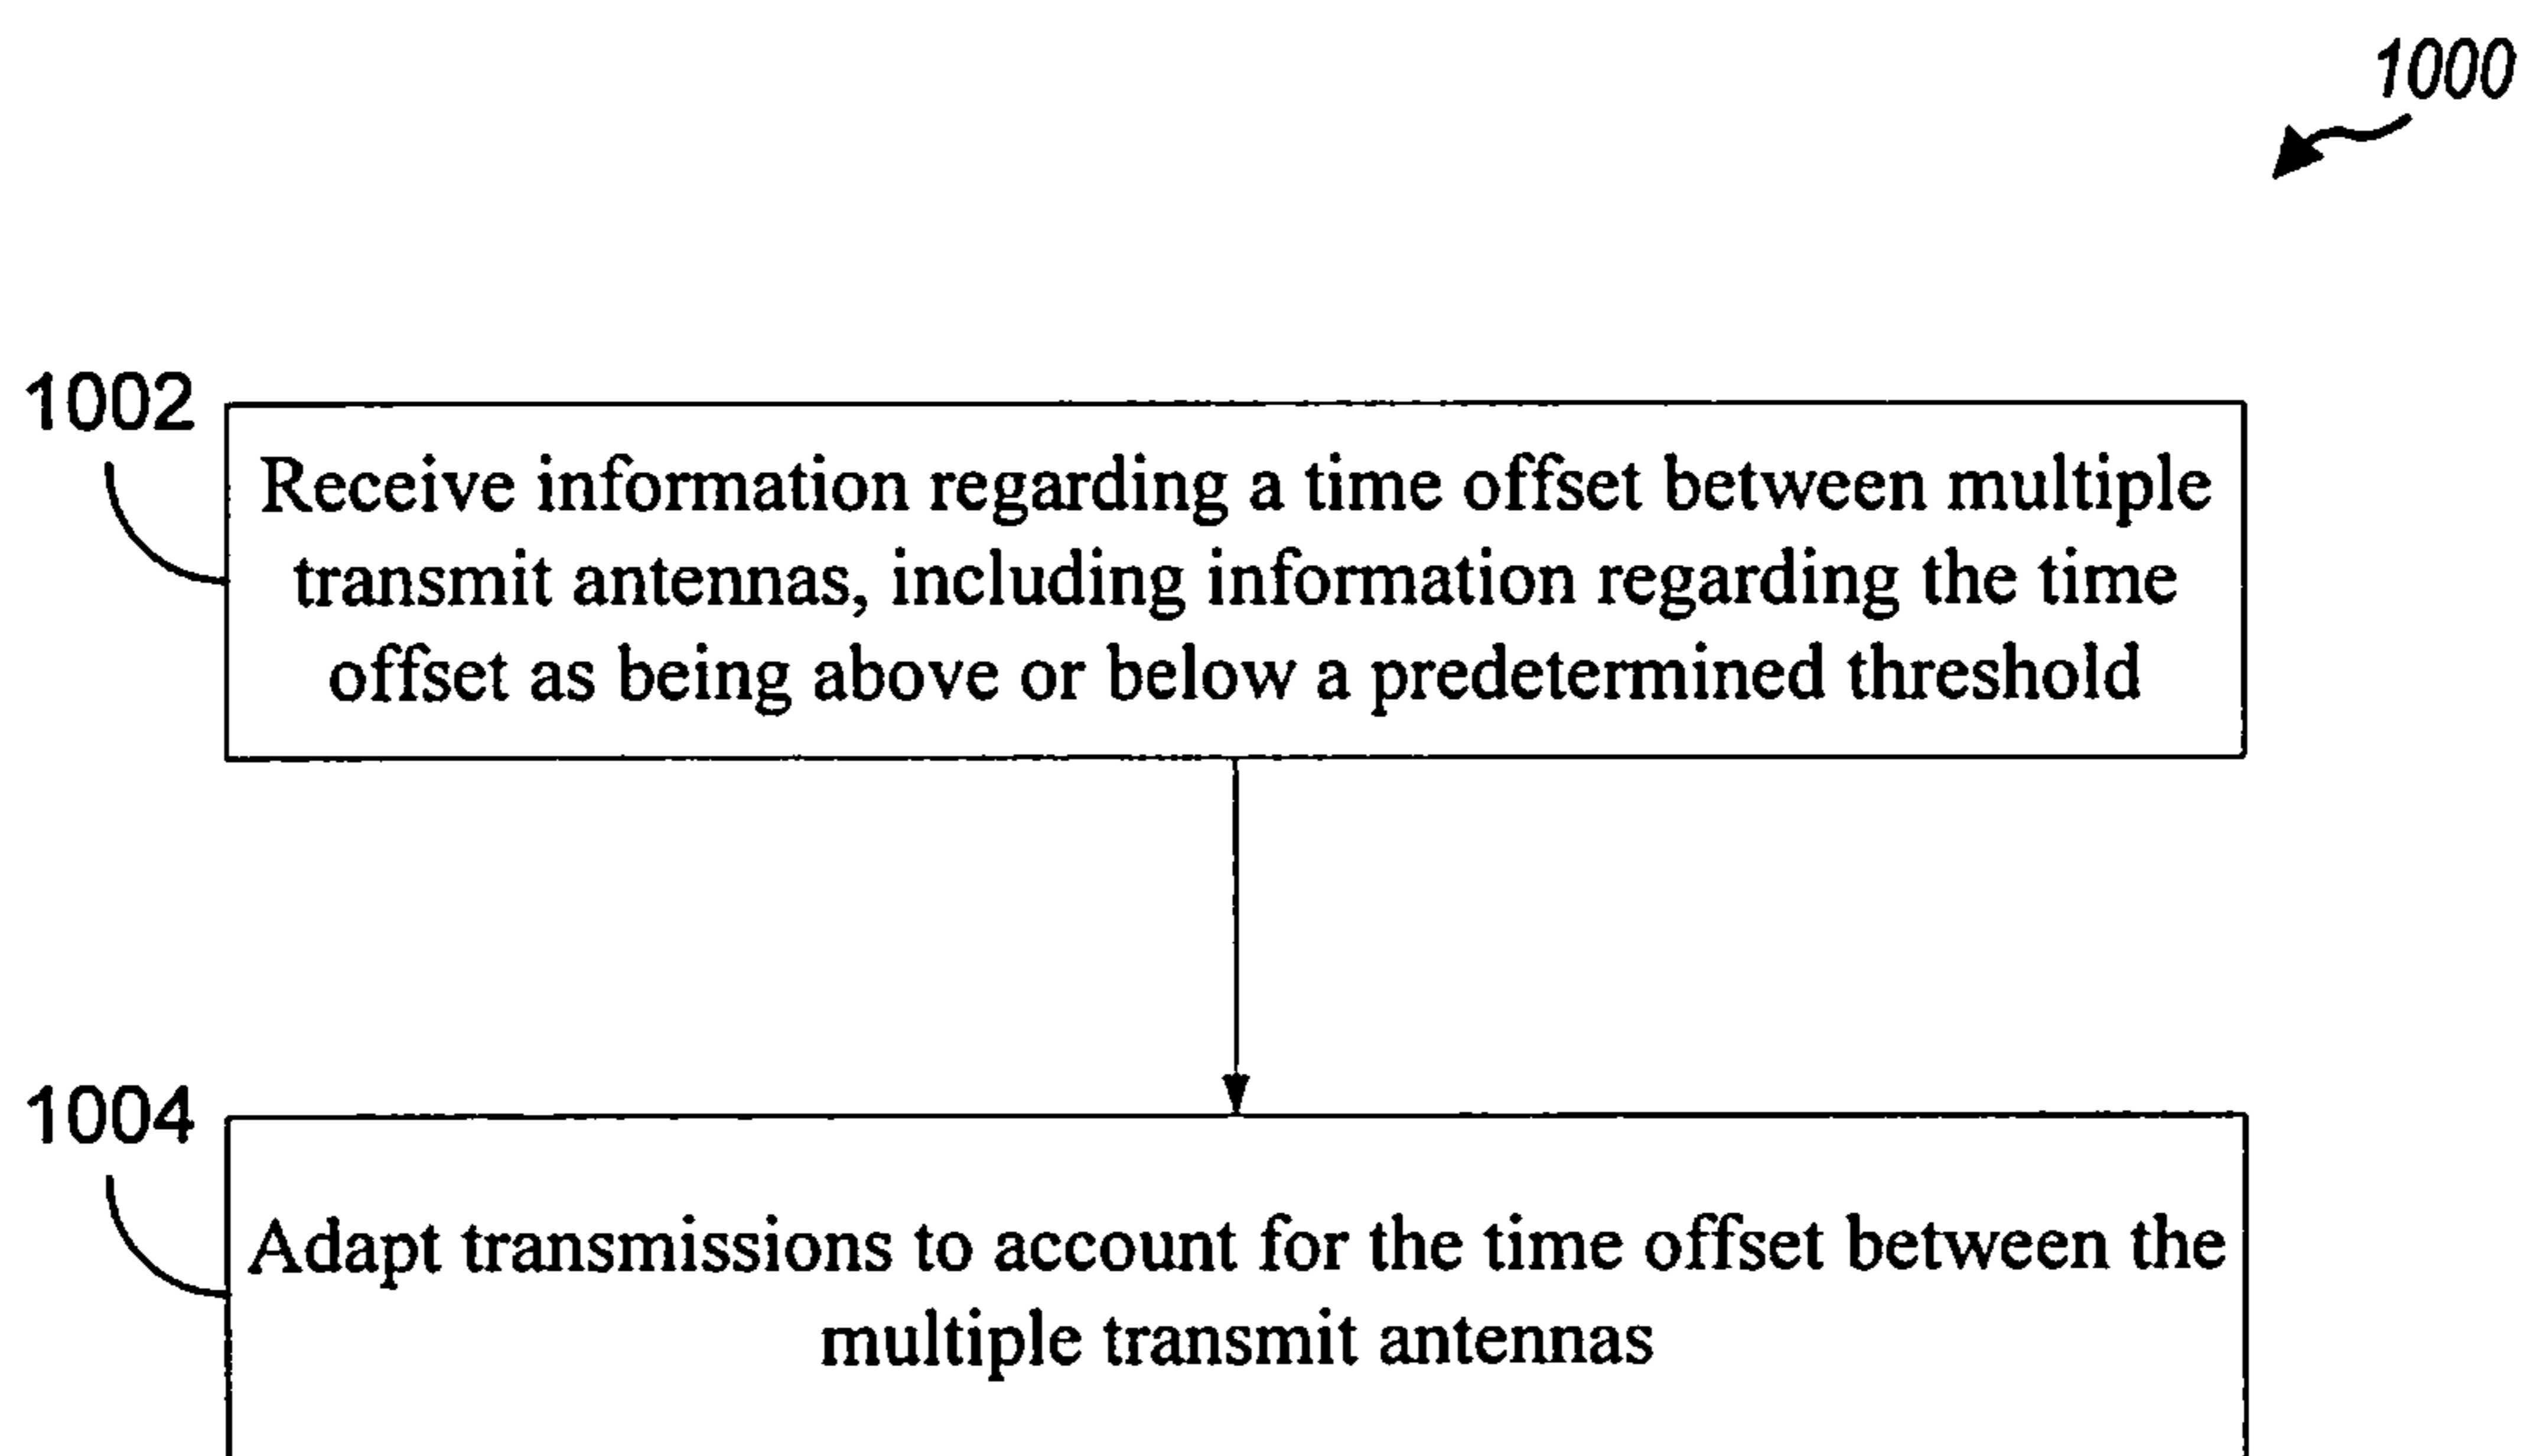 1000
1002
Receive information regarding a time offset between multiple
transmit antennas, including information regarding the time
offset as being above or below a predetermined threshold
1004
Adapt transmissions to account for the time offset between the
multiple transmit antennas